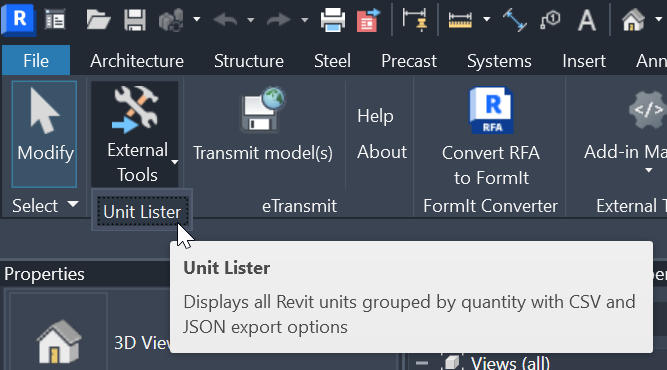 R
A
File
Architecture
Structure
Steel
Precast
Systems
Insert
Ann
Modify
External
Tools
Transmit model(s)
Help
About
R
RFA
Convert RFA
to FormIt
Add-in Ma
Select
Unit Lister
eTransmit
FormIt Converter
External T
Unit Lister
Displays all Revit units grouped by quantity with CSV and
JSON export options
Properties
3D Vie
Views (all)